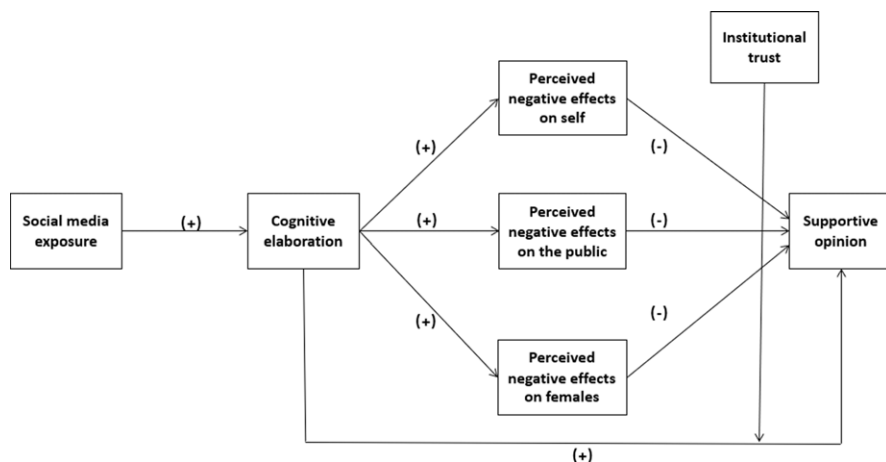 Institutional
trust
Perceived
negative effects
on self
(+)
(-)
Social media
exposure
(+)
Cognitive
elaboration
(+)
Perceived
negative effects
on the public
(-)
Supportive
opinion
(+)
(-)
Perceived
negative effects
on females
(+)